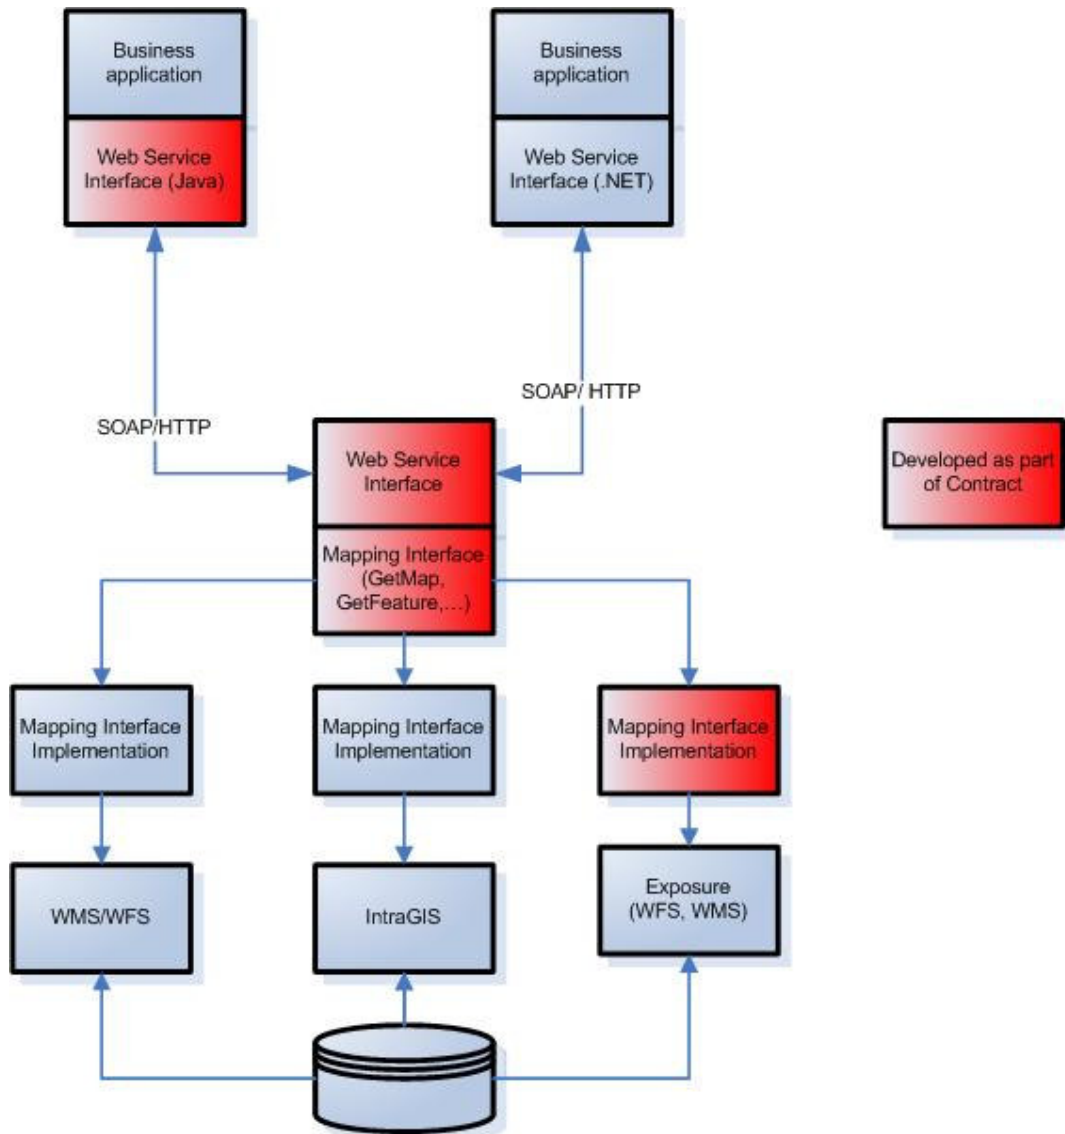 Business
application
Web Service
Interface (Java)
Business
application
Web Service
Interface (.NET)
SOAP/HTTP
SOAP/ HTTP
Web Service
Interface
Mapping Interface
(GetMap,
GetFeature,…)
Developed as part
of Contract
Mapping Interface
Implementation
Mapping Interface
Implementation
Mapping Interface
Implementation
WMS/WFS
IntraGIS
Exposure
(WFS, WMS)